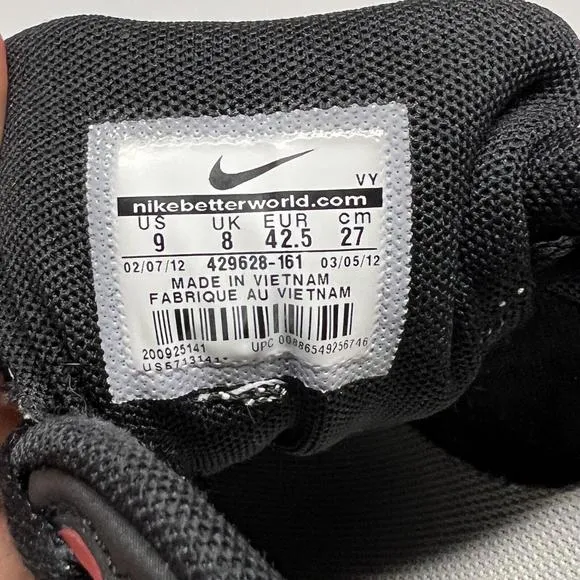 VY
nikebetterworld.com
US UK EUR cm
9 8 42.5 27
02/07/12 429628-161 03/05/12
MADE IN VIETNAM
FABRIQUE AU VIETNAM
200925141 UPC 00886549256746